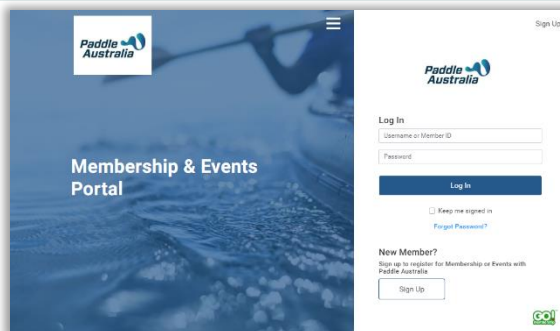 Paddle
Australia
Membership & Events
Portal
Sign Up
Paddle
Australia
Log In
Username or Member ID
Password
Log In
Keep me signed in
Forgot Password?
New Member?
Sign up to register for Membership or Events with
Paddle Australia
Sign Up
GO!